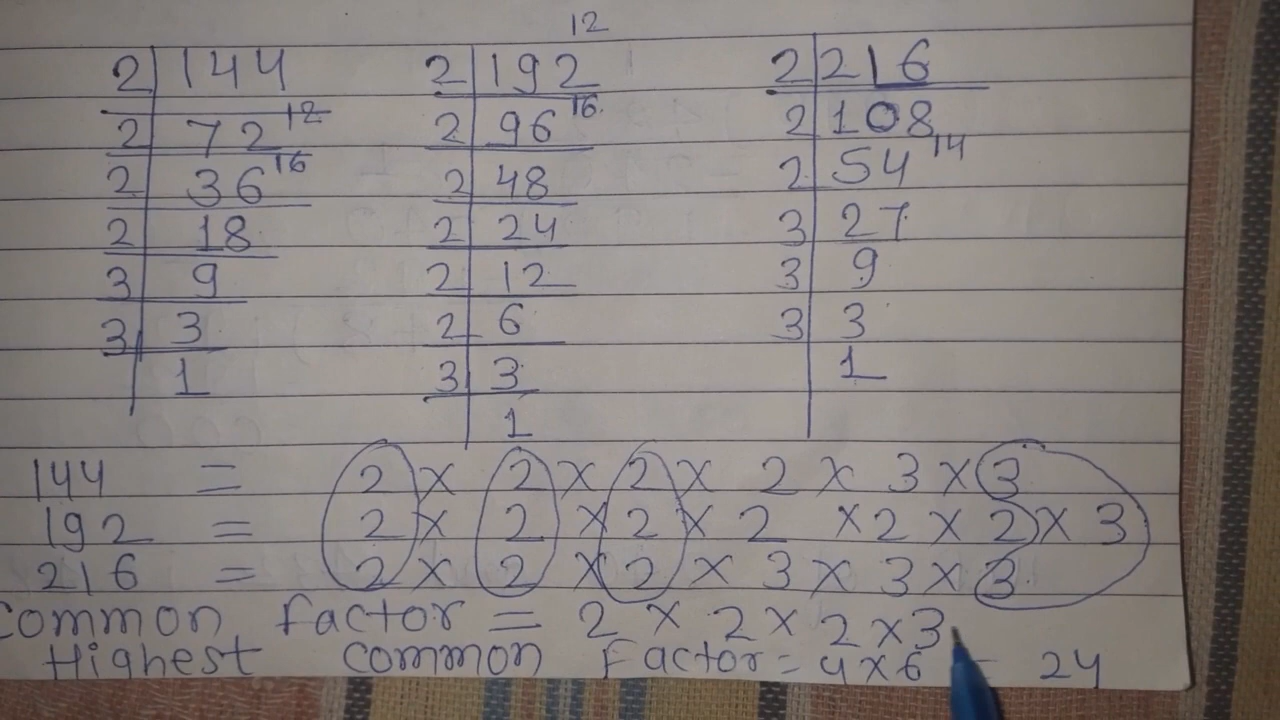 12
2 144 2 192 2 216
2 72 12 2 96 16 2 108
2 36 16 2 48 2 54 14
2 18 2 24 3 27
3 9 2 12 3 9
3 3 2 6 3 3
1 3 3 1
1
144 = 2 × 2 × 2 × 2 × 3 × 3
192 = 2 × 2 × 2 × 2 × 2 × 2 × 3
216 = 2 × 2 × 2 × 3 × 3 × 3
common factor = 2 × 2 × 2 × 3
Highest common Factor = 4 × 6 = 24